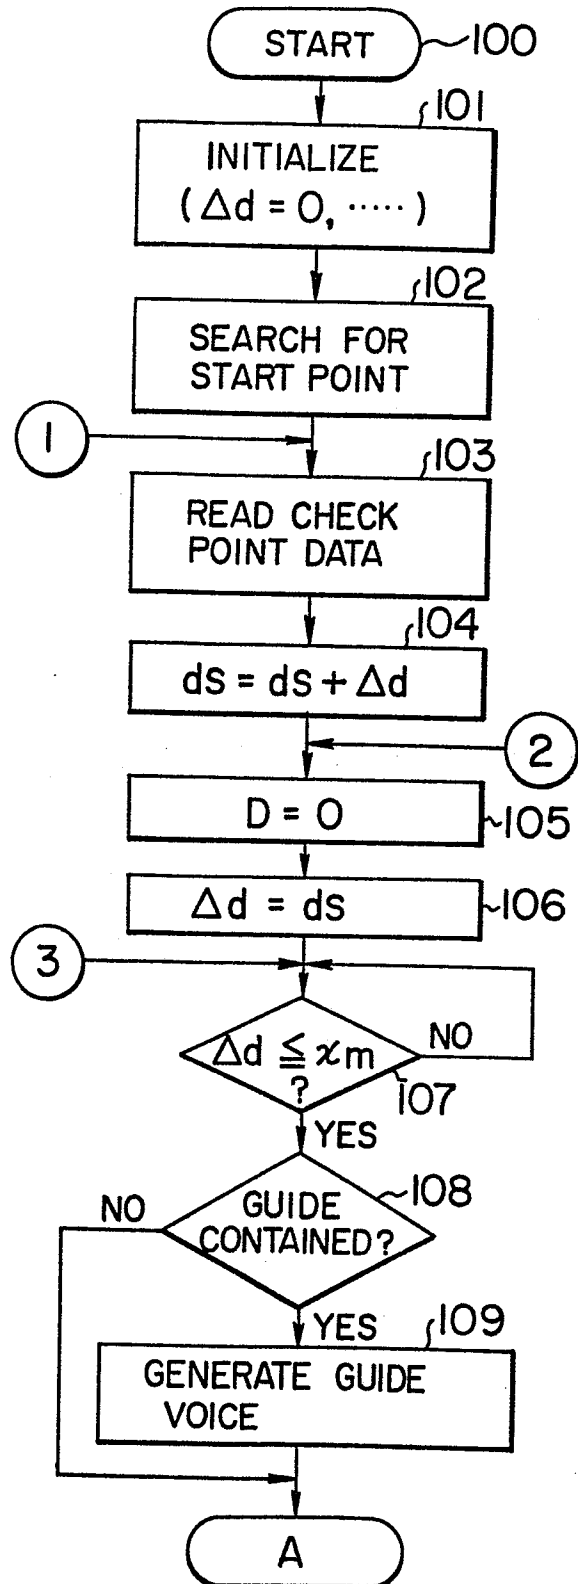 START
100
101
INITIALIZE
( Δd = 0, ····· )
102
SEARCH FOR
START POINT
1
103
READ CHECK
POINT DATA
104
ds = ds + Δd
2
D = 0
105
Δd = ds
106
3
Δd ≦ xm
?
NO
107
YES
108
NO
GUIDE
CONTAINED?
YES
109
GENERATE GUIDE
VOICE
A